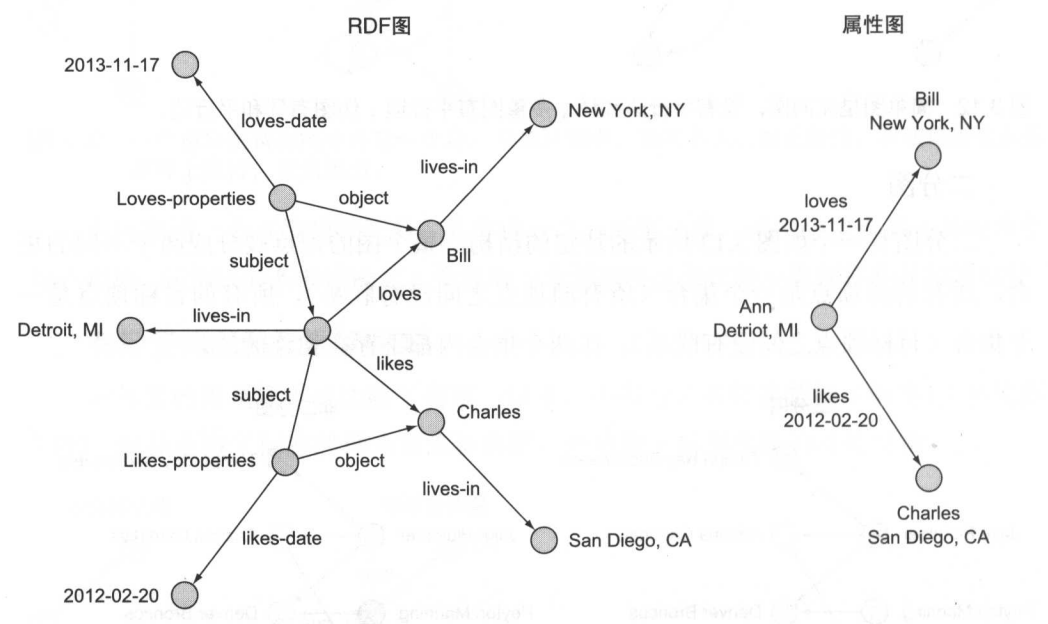 RDF图
属性图
2013-11-17
loves-date
New York, NY
lives-in
Loves-properties
object
subject
Bill
loves
Detroit, MI
lives-in
likes
subject
Charles
Likes-properties
object
lives-in
likes-date
San Diego, CA
2012-02-20
Bill
New York, NY
loves
2013-11-17
Ann
Detriot, MI
likes
2012-02-20
Charles
San Diego, CA